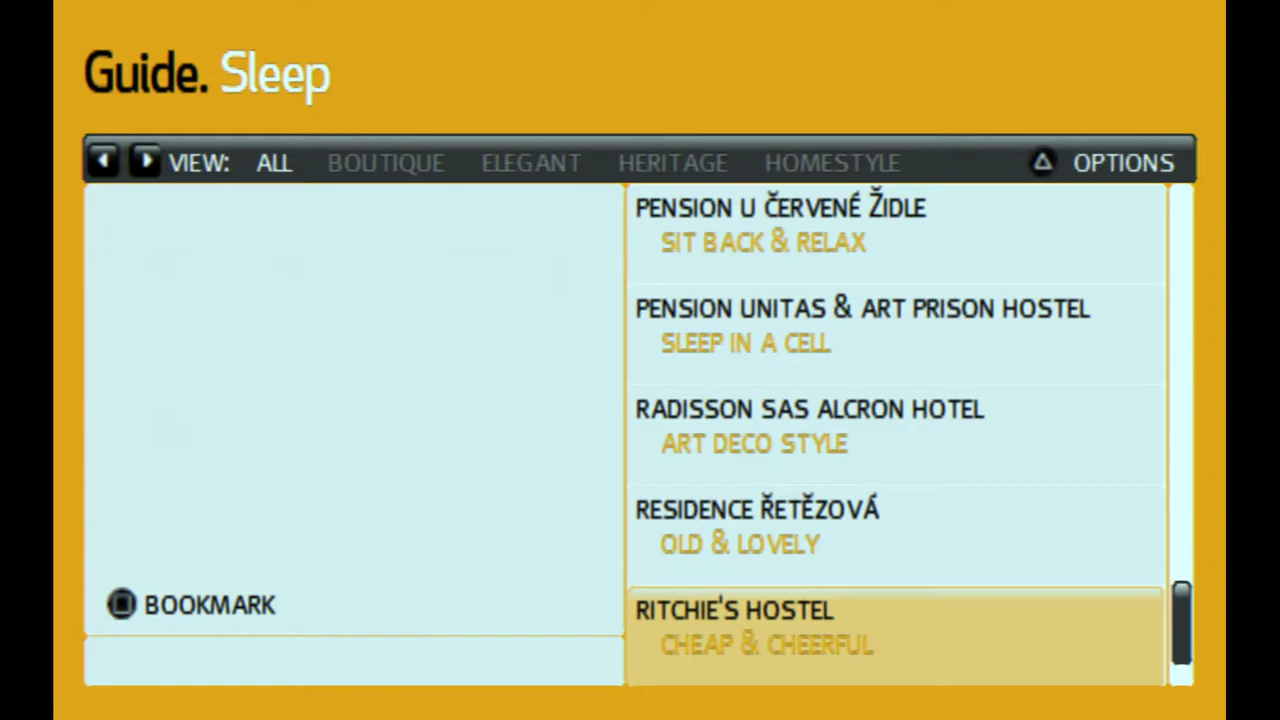 Guide. Sleep
VIEW: ALL BOUTIQUE ELEGANT HERITAGE HOMESTYLE OPTIONS
PENSION U ČERVENÉ ŽIDLE
SIT BACK & RELAX
PENSION UNITAS & ART PRISON HOSTEL
SLEEP IN A CELL
RADISSON SAS ALCRON HOTEL
ART DECO STYLE
RESIDENCE ŘETĚZOVÁ
OLD & LOVELY
BOOKMARK
RITCHIE'S HOSTEL
CHEAP & CHEERFUL